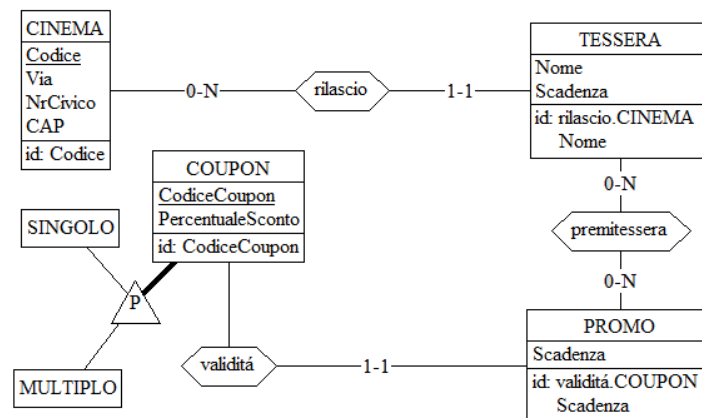 CINEMA
Codice
Via
NrCivico
CAP
id: Codice
0-N
rilascio
1-1
TESSERA
Nome
Scadenza
id: rilascio.CINEMA
Nome
COUPON
CodiceCoupon
PercentualeSconto
id: CodiceCoupon
SINGOLO
P
MULTIPLO
0-N
premitessera
0-N
validitá
1-1
PROMO
Scadenza
id: validitá.COUPON
Scadenza